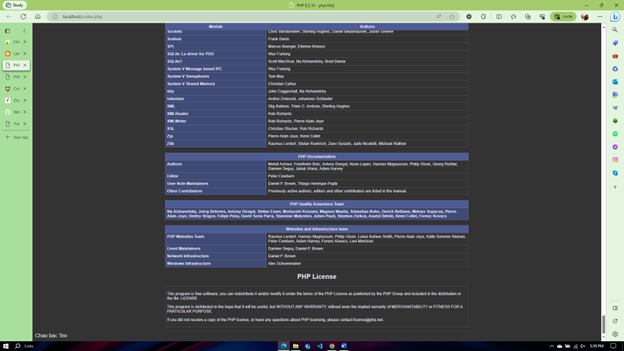 Study
PHP 8.2.10 - phpinfo()
localhost/index.php
Module Authors
Sockets Chris Vandomelen, Sterling Hughes, Daniel Beulshausen, Jason Greene
Sodium Frank Denis
SPL Marcus Boerger, Etienne Kneuss
SQLite 3.x driver for PDO Wez Furlong
SQLite3 Scott MacVicar, Ilia Alshanetsky, Brad Dewar
System V Message based IPC Wez Furlong
System V Semaphores Tom May
System V Shared Memory Christian Cartus
tidy John Coggeshall, Ilia Alshanetsky
tokenizer Andrei Zmievski, Johannes Schlueter
XML Stig Bakken, Thies C. Arntzen, Sterling Hughes
XMLReader Rob Richards
XMLWriter Rob Richards, Pierre-Alain Joye
XSL Christian Stocker, Rob Richards
Zip Pierre-Alain Joye, Remi Collet
Zlib Rasmus Lerdorf, Stefan Roehrich, Zeev Suraski, Jade Nicoletti, Michael Wallner
PHP Documentation
Authors Mehdi Achour, Friedhelm Betz, Antony Dovgal, Nuno Lopes, Hannes Magnusson, Philip Olson, Georg Richter,
Damien Seguy, Jakub Vrana, Adam Harvey
Editor Peter Cowburn
User Note Maintainers Daniel P. Brown, Thiago Henrique Pojda
Other Contributors Previously active authors, editors and other contributors are listed in the manual.
PHP Quality Assurance Team
Ilia Alshanetsky, Joerg Behrens, Antony Dovgal, Stefan Esser, Moriyoshi Koizumi, Magnus Maatta, Sebastian Nohn, Derick Rethans, Melvyn Sopacua, Pierre-
Alain Joye, Dmitry Stogov, Felipe Pena, David Soria Parra, Stanislav Malyshev, Julien Pauli, Stephen Zarkos, Anatol Belski, Remi Collet, Ferenc Kovacs
Websites and Infrastructure team
PHP Websites Team Rasmus Lerdorf, Hannes Magnusson, Philip Olson, Lukas Kahwe Smith, Pierre-Alain Joye, Kalle Sommer Nielsen,
Peter Cowburn, Adam Harvey, Ferenc Kovacs, Levi Morrison
Event Maintainers Damien Seguy, Daniel P. Brown
Network Infrastructure Daniel P. Brown
Windows Infrastructure Alex Schoenmaker
PHP License
This program is free software; you can redistribute it and/or modify it under the terms of the PHP License as published by the PHP Group and included in the distribution in
the file: LICENSE
This program is distributed in the hope that it will be useful, but WITHOUT ANY WARRANTY; without even the implied warranty of MERCHANTABILITY or FITNESS FOR A
PARTICULAR PURPOSE.
If you did not receive a copy of the PHP license, or have any questions about PHP licensing, please contact license@php.net.
Chao bac Teo
5:39 PM